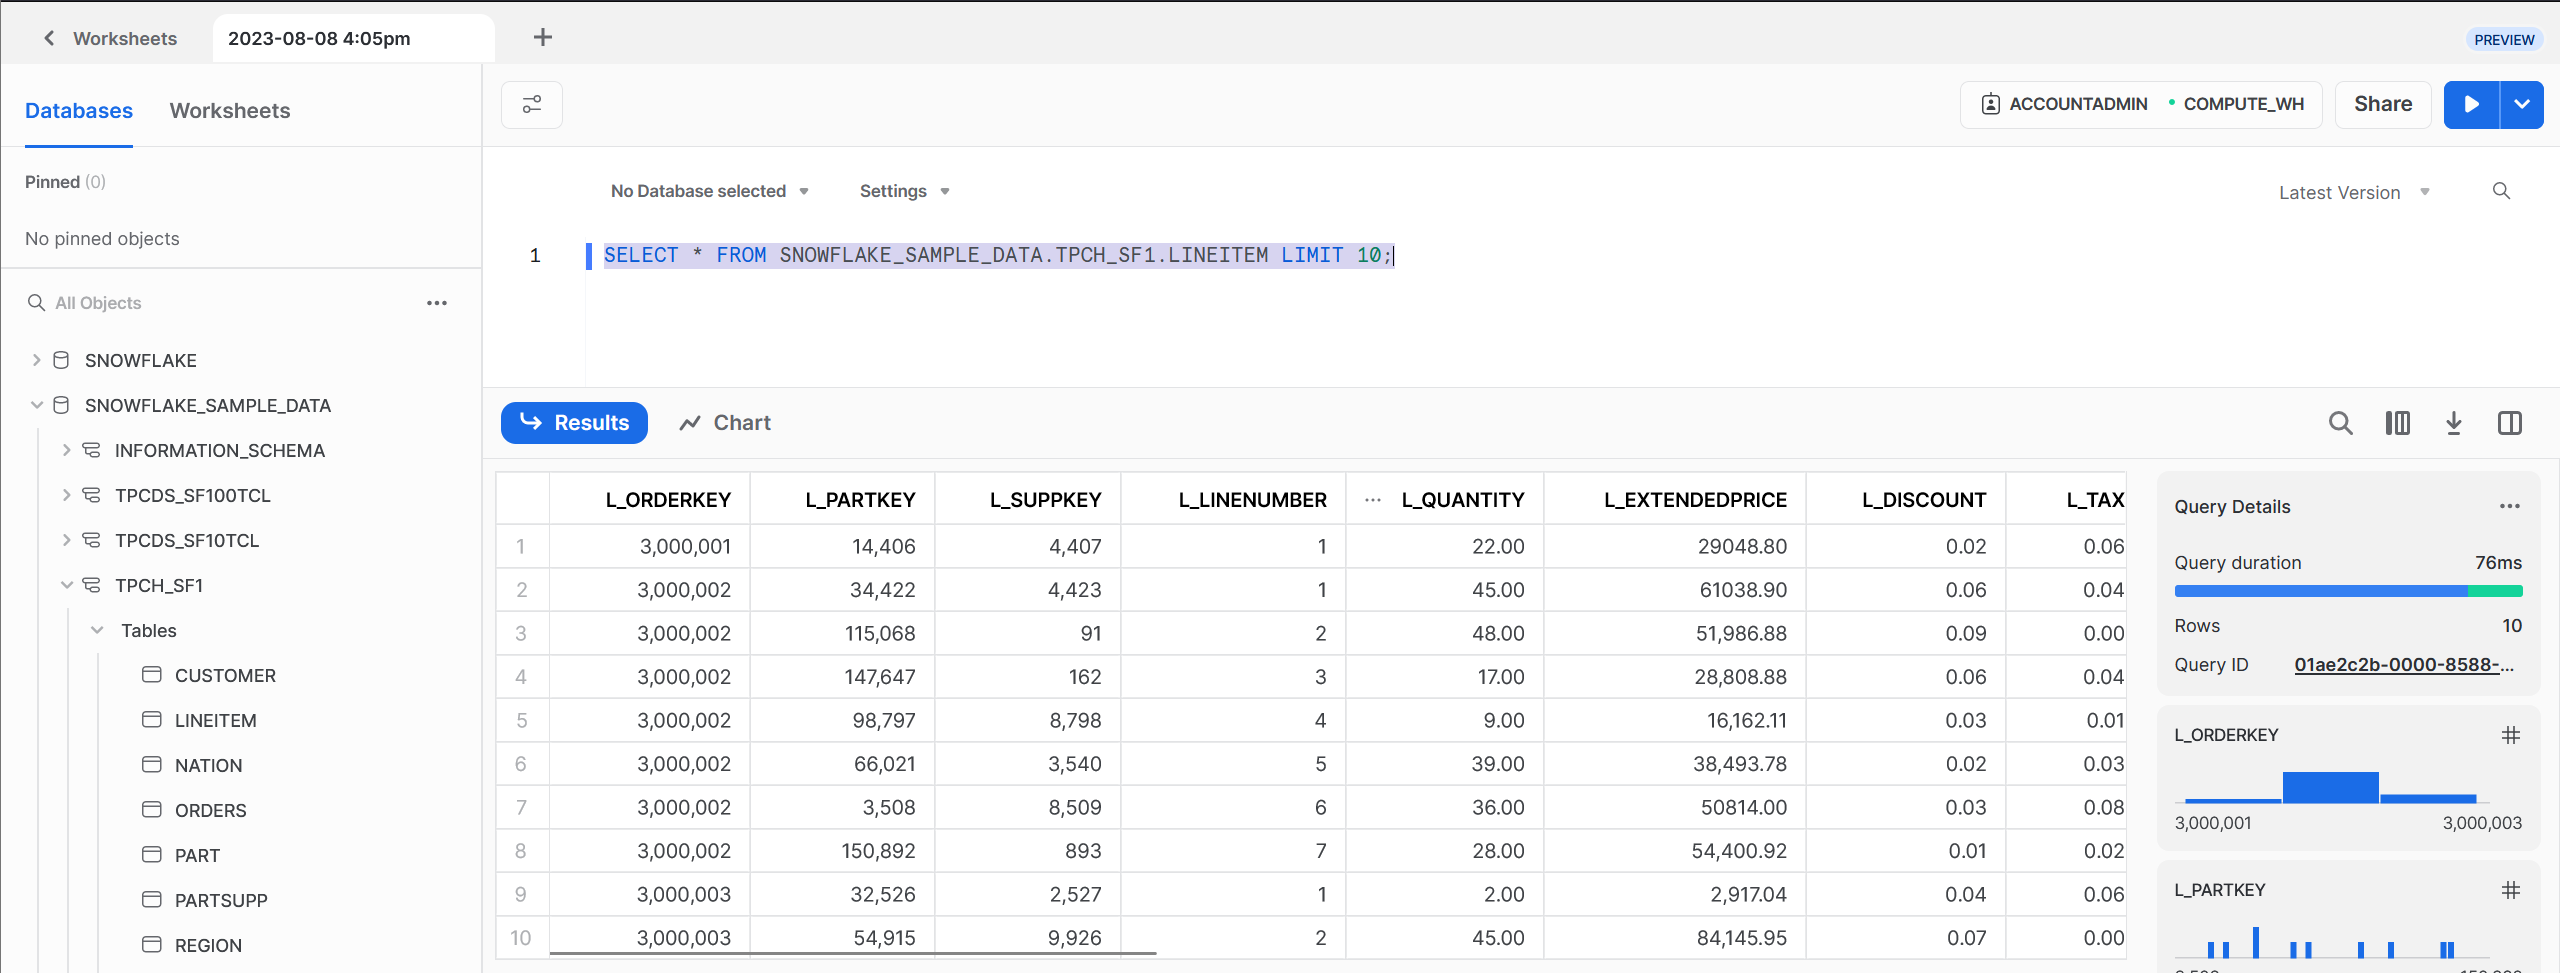 Worksheets
2023-08-08 4:05pm
PREVIEW
Databases Worksheets
ACCOUNTADMIN COMPUTE_WH Share
Pinned (0)
No pinned objects
No Database selected Settings Latest Version
1 SELECT * FROM SNOWFLAKE_SAMPLE_DATA.TPCH_SF1.LINEITEM LIMIT 10;
All Objects
SNOWFLAKE
SNOWFLAKE_SAMPLE_DATA
INFORMATION_SCHEMA
TPCDS_SF100TCL
TPCDS_SF10TCL
TPCH_SF1
Tables
CUSTOMER
LINEITEM
NATION
ORDERS
PART
PARTSUPP
REGION
Results Chart
L_ORDERKEY L_PARTKEY L_SUPPKEY L_LINENUMBER L_QUANTITY L_EXTENDEDPRICE L_DISCOUNT L_TAX
1 3,000,001 14,406 4,407 1 22.00 29048.80 0.02 0.06
2 3,000,002 34,422 4,423 1 45.00 61038.90 0.06 0.04
3 3,000,002 115,068 91 2 48.00 51,986.88 0.09 0.00
4 3,000,002 147,647 162 3 17.00 28,808.88 0.06 0.04
5 3,000,002 98,797 8,798 4 9.00 16,162.11 0.03 0.01
6 3,000,002 66,021 3,540 5 39.00 38,493.78 0.02 0.03
7 3,000,002 3,508 8,509 6 36.00 50814.00 0.03 0.08
8 3,000,002 150,892 893 7 28.00 54,400.92 0.01 0.02
9 3,000,003 32,526 2,527 1 2.00 2,917.04 0.04 0.06
10 3,000,003 54,915 9,926 2 45.00 84,145.95 0.07 0.00
Query Details
Query duration 76ms
Rows 10
Query ID 01ae2c2b-0000-8588-...
L_ORDERKEY
3,000,001 3,000,003
L_PARTKEY